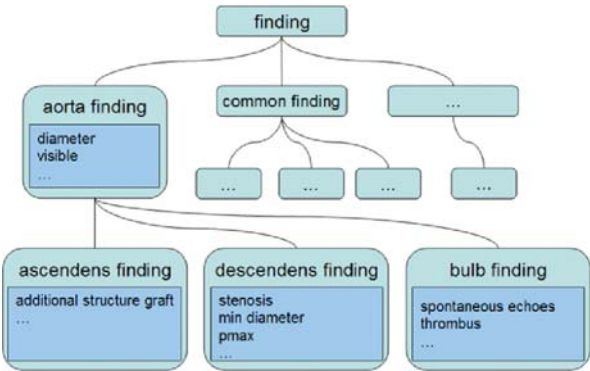 finding
aorta finding
diameter
visible
...
common finding
...
...
...
...
...
ascendens finding
additional structure graft
...
descendens finding
stenosis
min diameter
pmax
...
bulb finding
spontaneous echoes
thrombus
...